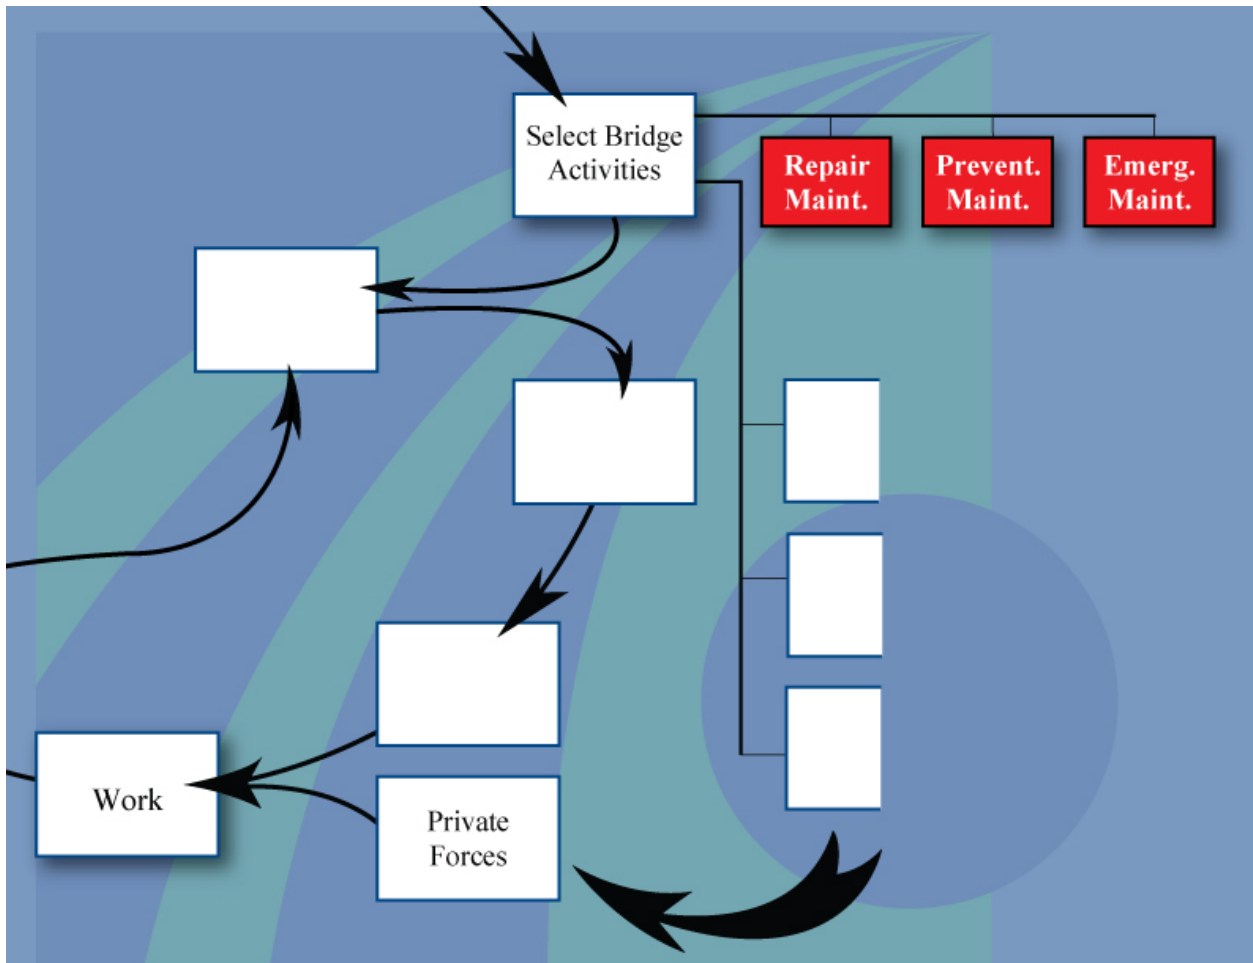 Select Bridge
Activities
Repair
Maint.
Prevent.
Maint.
Emerg.
Maint.
Work
Private
Forces